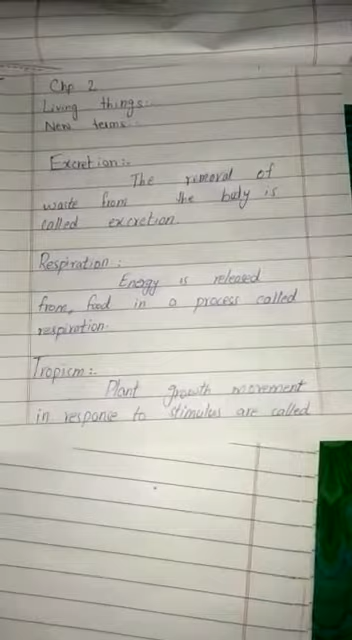 Chp 2
Living things:.
New terms:.
Excretion:.
The removal of
waste from the body is
called excretion.
Respiration:
Energy is released
from, food in a process called
respiration.
Tropism:.
Plant growth movement
in response to stimulus are called